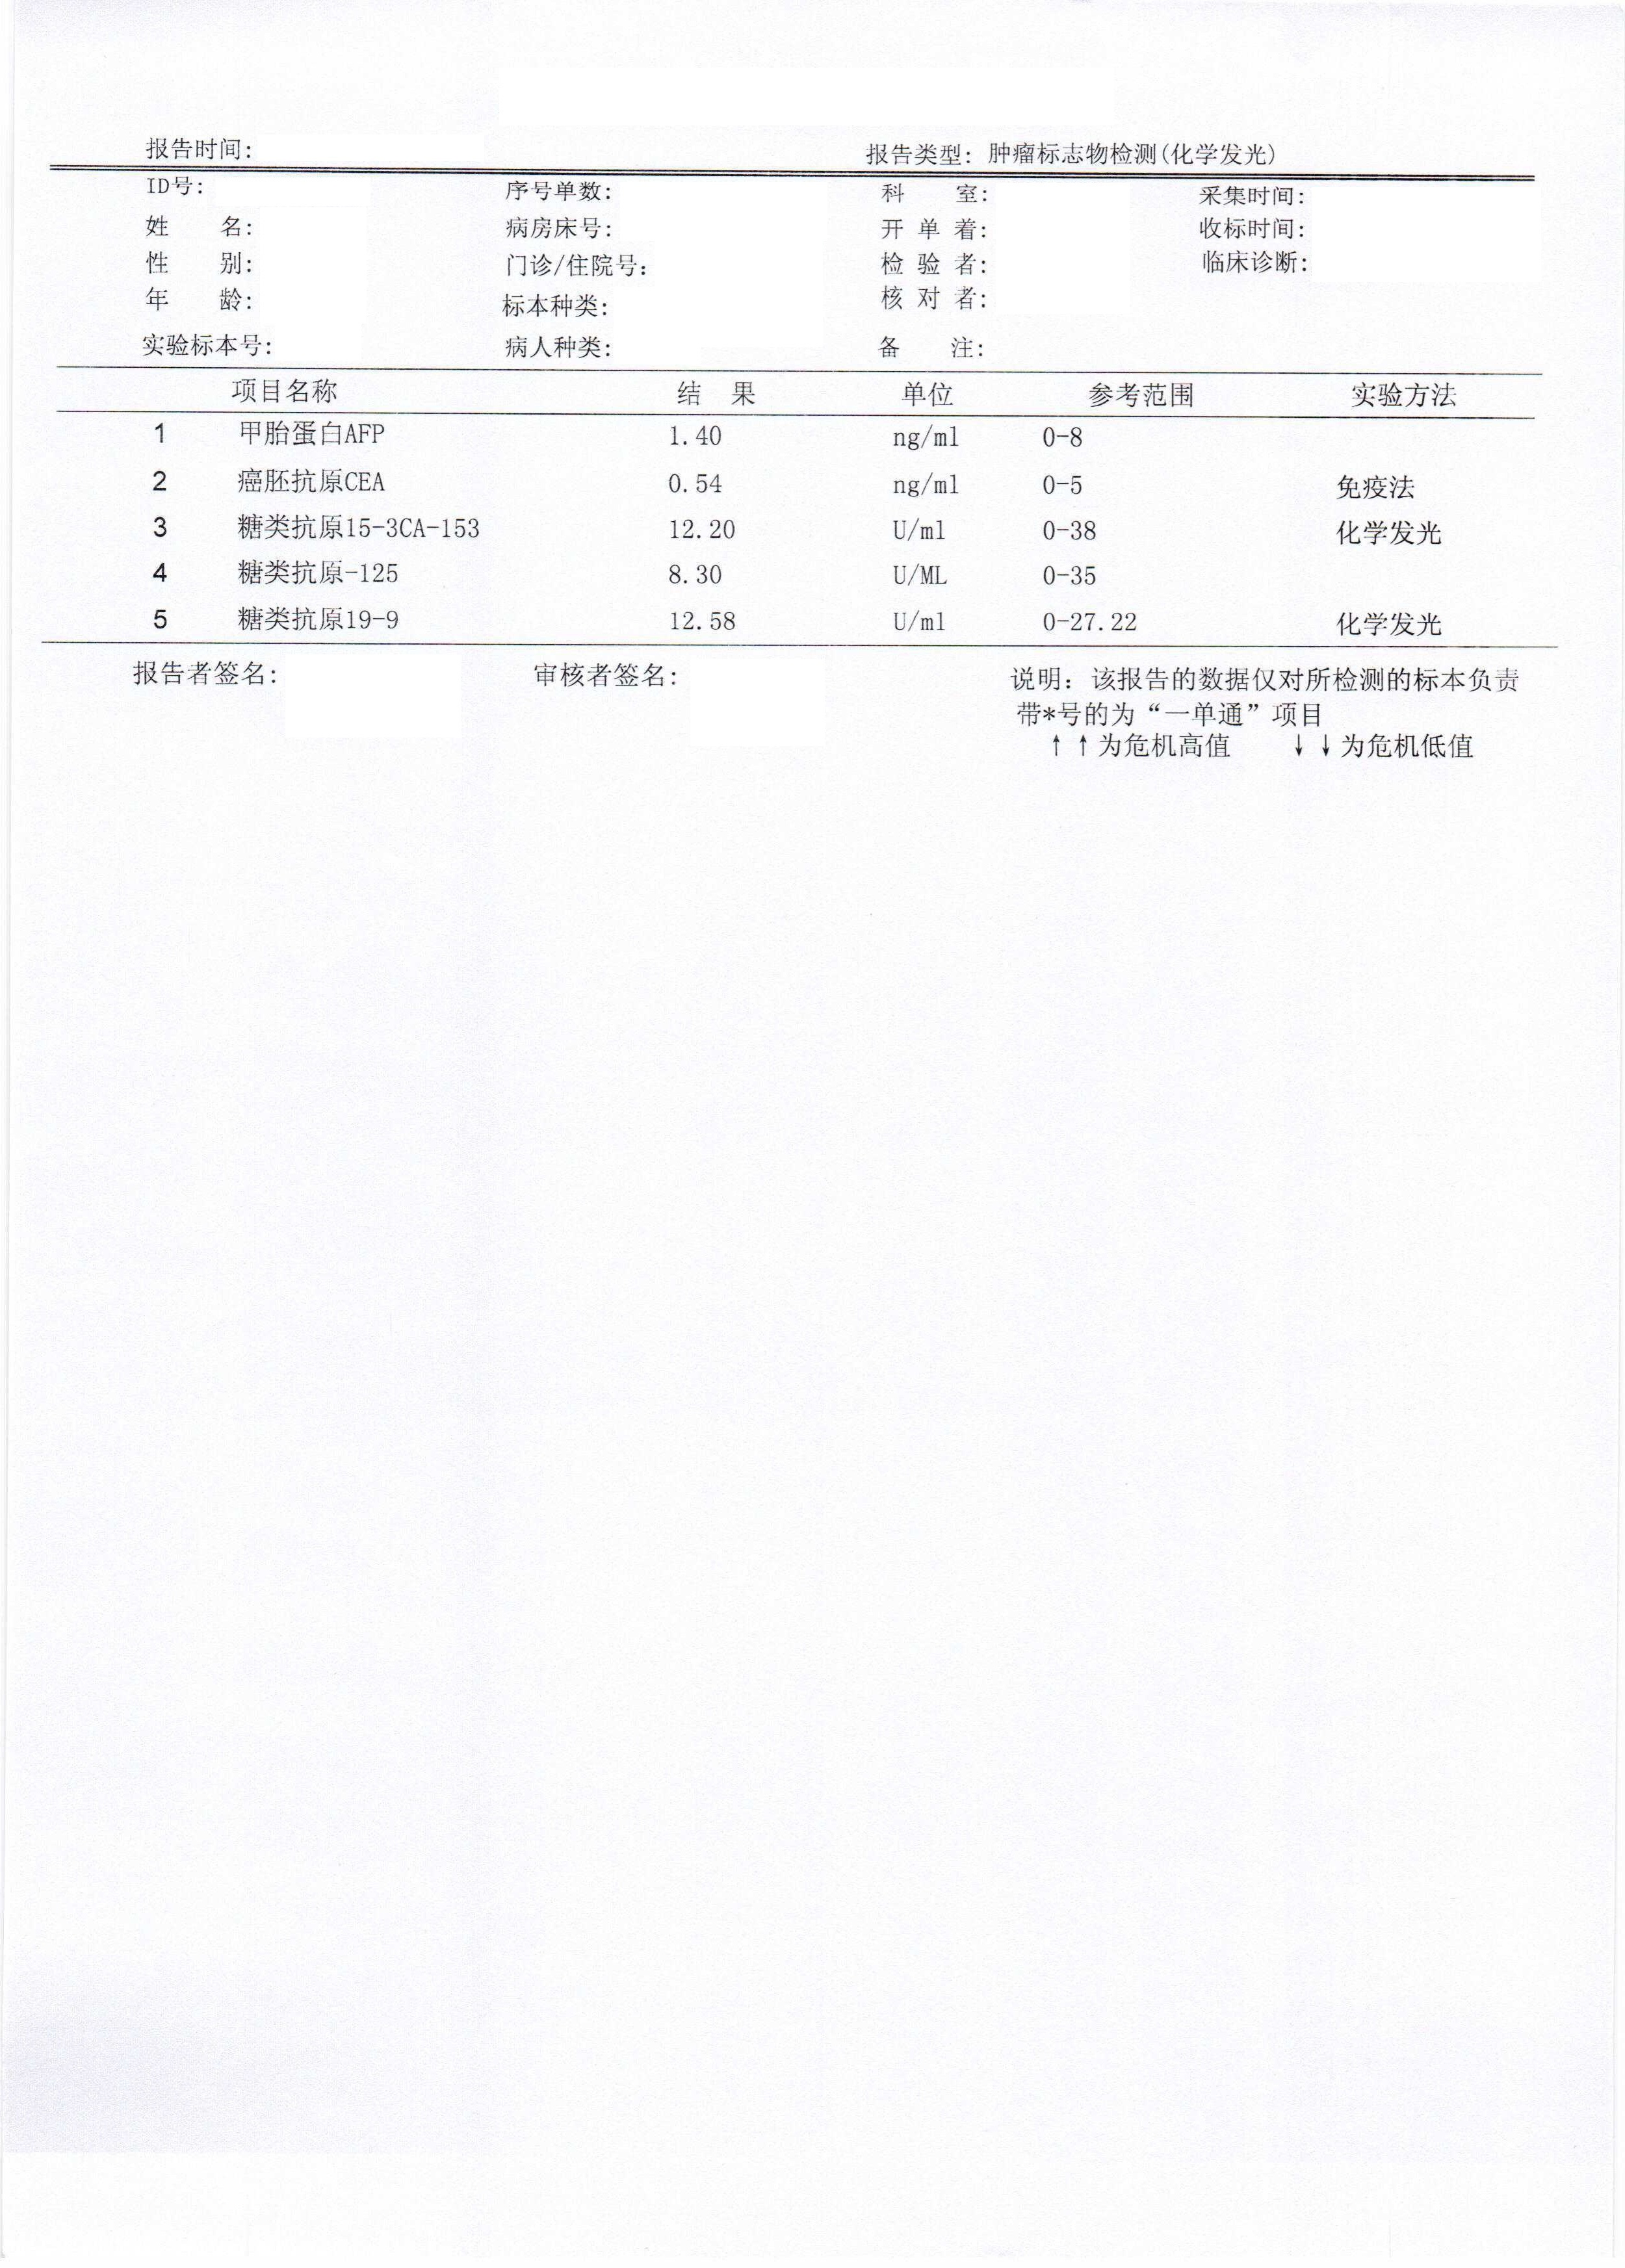 报告时间:
报告类型: 肿瘤标志物检测(化学发光)
ID号: 序号单数: 科 室: 采集时间:
姓 名: 病房床号: 开 单 着: 收标时间:
性 别: 门诊/住院号: 检 验 者: 临床诊断:
年 龄: 标本种类: 核 对 者:
实验标本号: 病人种类: 备 注:
项目名称 结 果 单位 参考范围 实验方法
1 甲胎蛋白AFP 1.40 ng/ml 0-8
2 癌胚抗原CEA 0.54 ng/ml 0-5 免疫法
3 糖类抗原15-3CA-153 12.20 U/ml 0-38 化学发光
4 糖类抗原-125 8.30 U/ML 0-35
5 糖类抗原19-9 12.58 U/ml 0-27.22 化学发光
报告者签名: 审核者签名: 说明: 该报告的数据仅对所检测的标本负责
带*号的为“一单通”项目
↑↑为危机高值 ↓↓为危机低值